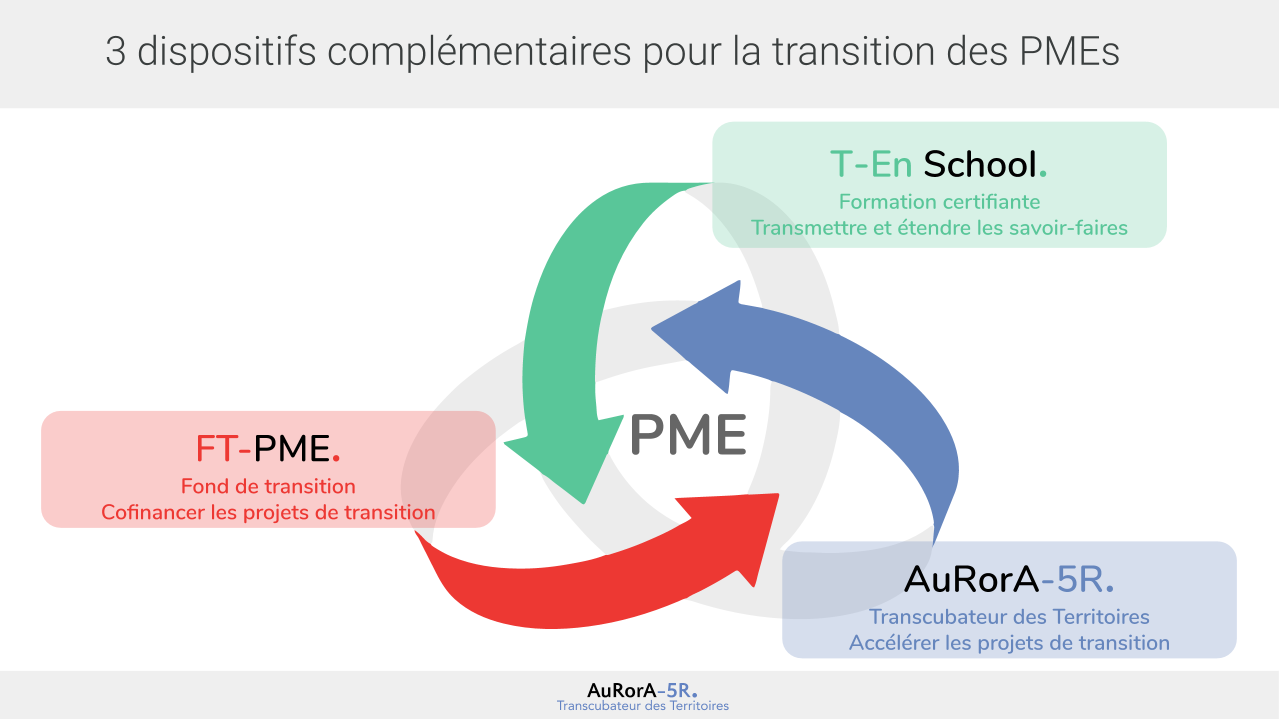 3 dispositifs complémentaires pour la transition des PMEs
T-En School.
Formation certifiante
Transmettre et étendre les savoir-faires
PME
FT-PME.
Fond de transition
Cofinancer les projets de transition
AuRorA-5R.
Transcubateur des Territoires
Accélérer les projets de transition
AuRorA-5R.
Transcubateur des Territoires